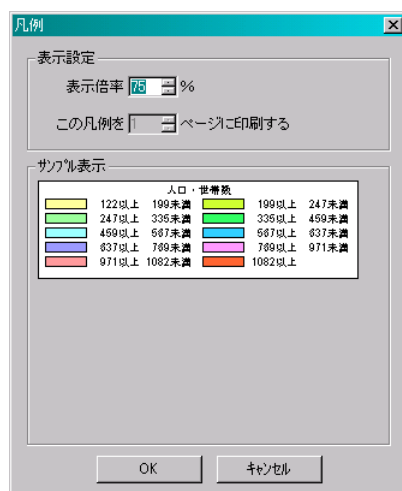 凡例
表示設定
表示倍率 75 %
この凡例を 1 ページに印刷する
サンプル表示
人口・世帯数
122以上 199未満 199以上 247未満
247以上 335未満 335以上 459未満
459以上 567未満 567以上 637未満
637以上 769未満 769以上 971未満
971以上 1082未満 1082以上
OK キャンセル